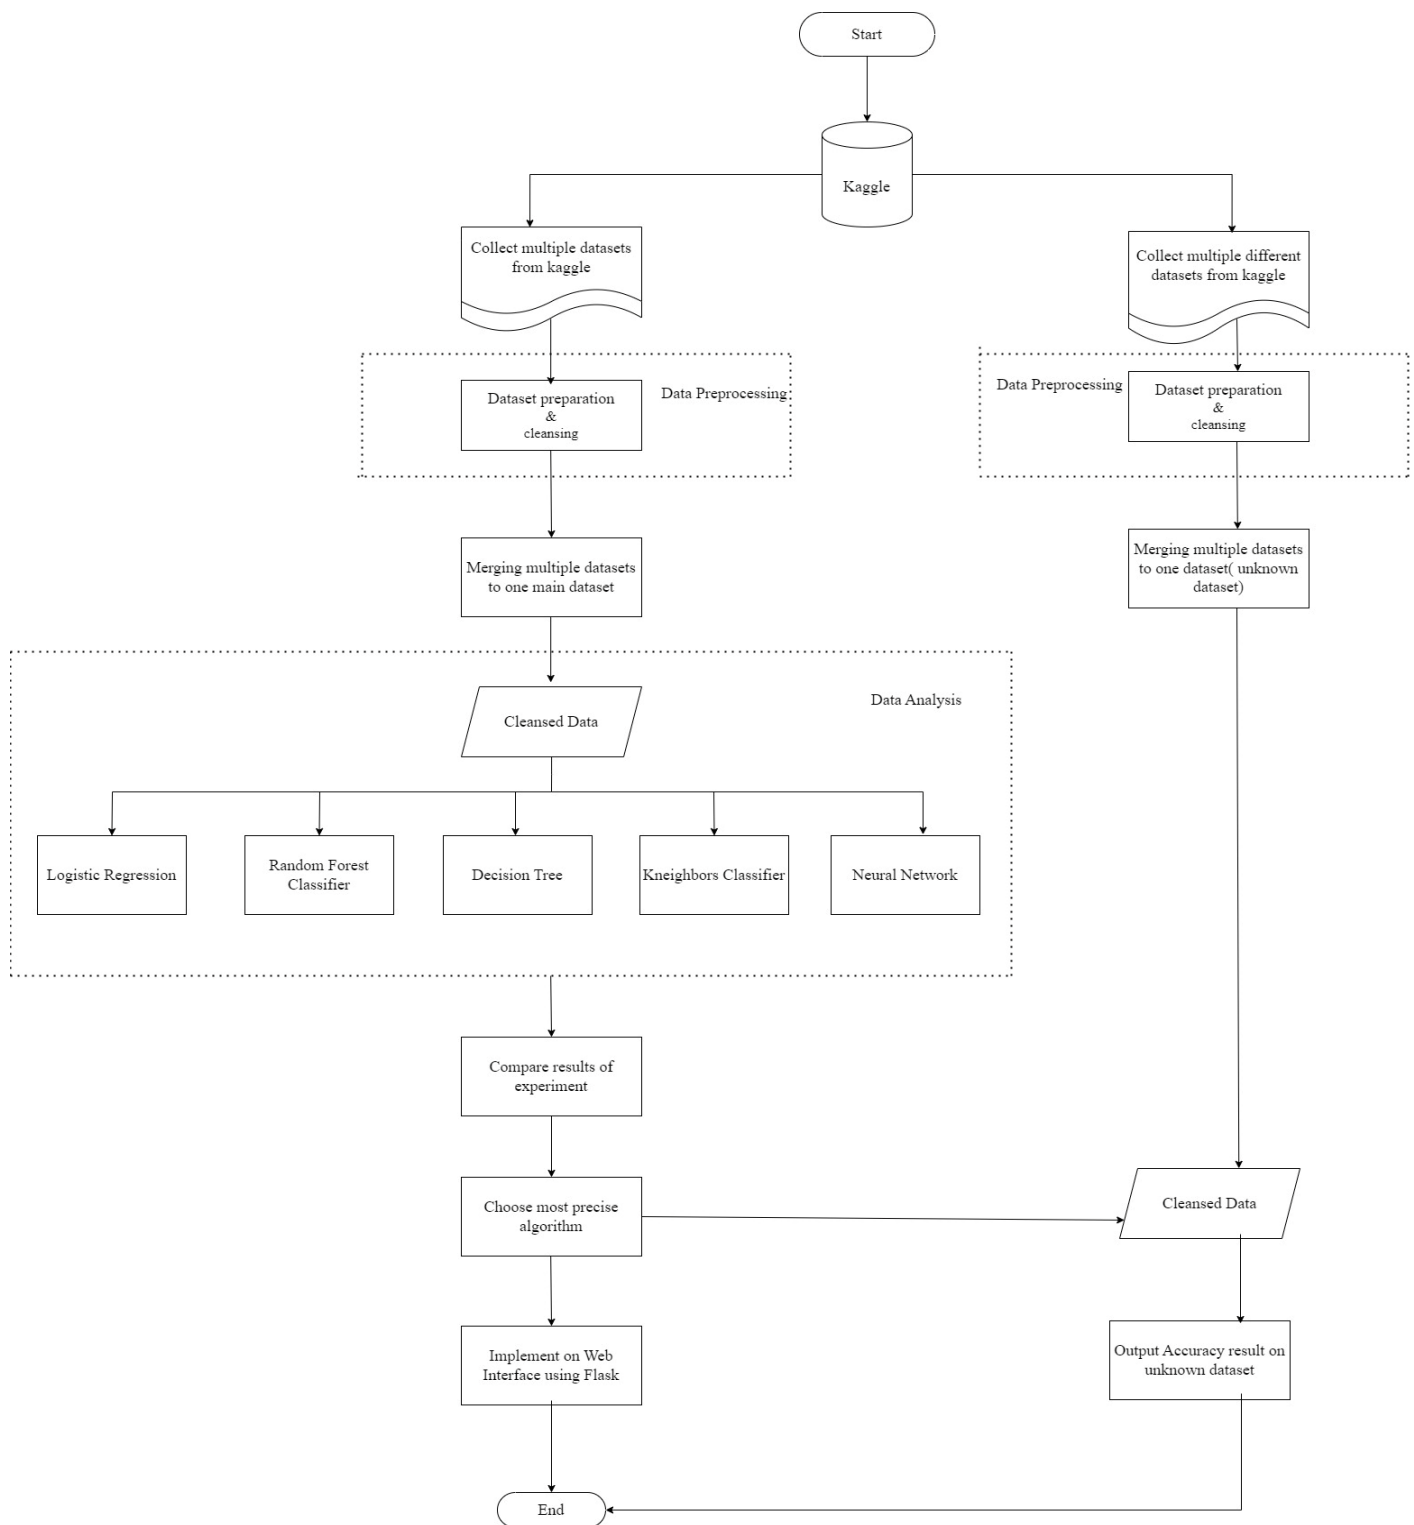 Start
Kaggle
Collect multiple datasets
from kaggle
Collect multiple different
datasets from kaggle
Data Preprocessing
Dataset preparation
&
cleansing
Data Preprocessing
Dataset preparation
&
cleansing
Merging multiple datasets
to one main dataset
Merging multiple datasets
to one dataset( unknown
dataset)
Data Analysis
Cleansed Data
Logistic Regression
Random Forest
Classifier
Decision Tree
Kneighbors Classifier
Neural Network
Compare results of
experiment
Choose most precise
algorithm
Cleansed Data
Implement on Web
Interface using Flask
Output Accuracy result on
unknown dataset
End